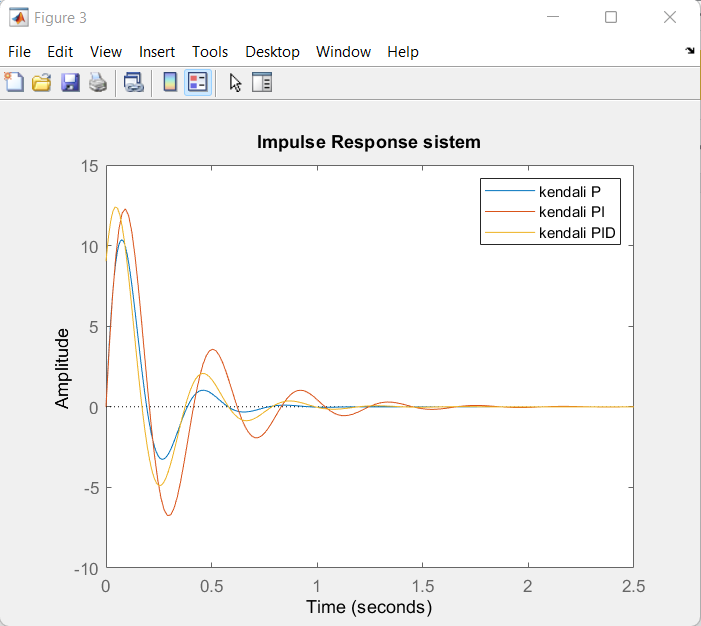 Figure 3
File Edit View Insert Tools Desktop Window Help
Impulse Response sistem
15
10
5
0
-5
-10
Amplitude
kendali P
kendali PI
kendali PID
0 0.5 1 1.5 2 2.5
Time (seconds)